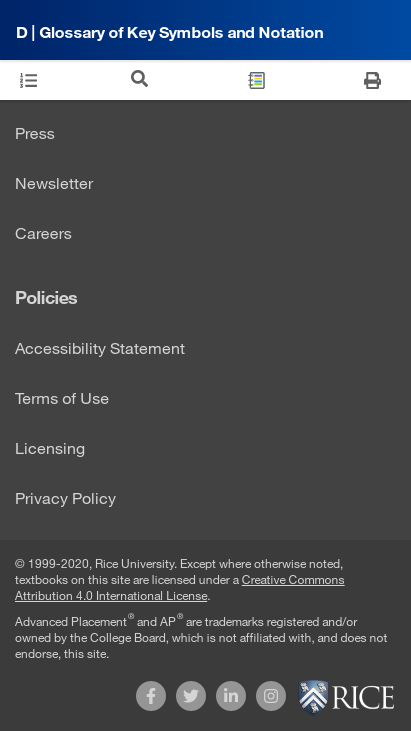 D | Glossary of Key Symbols and Notation
Press
Newsletter
Careers
Policies
Accessibility Statement
Terms of Use
Licensing
Privacy Policy
© 1999-2020, Rice University. Except where otherwise noted,
textbooks on this site are licensed under a Creative Commons
Attribution 4.0 International License.
Advanced Placement® and AP® are trademarks registered and/or
owned by the College Board, which is not affiliated with, and does not
endorse, this site.
RICE